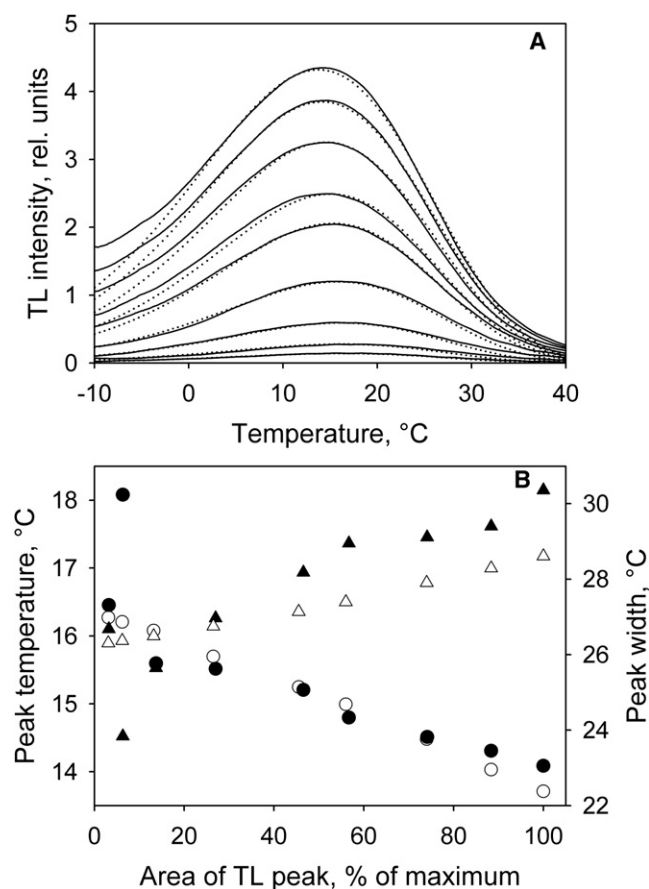 A
TL intensity, rel. units
5
4
3
2
1
0
-10 0 10 20 30 40
Temperature, °C
B
Peak temperature, °C
18
17
16
15
14
Peak width, °C
30
28
26
24
22
0 20 40 60 80 100
Area of TL peak, % of maximum